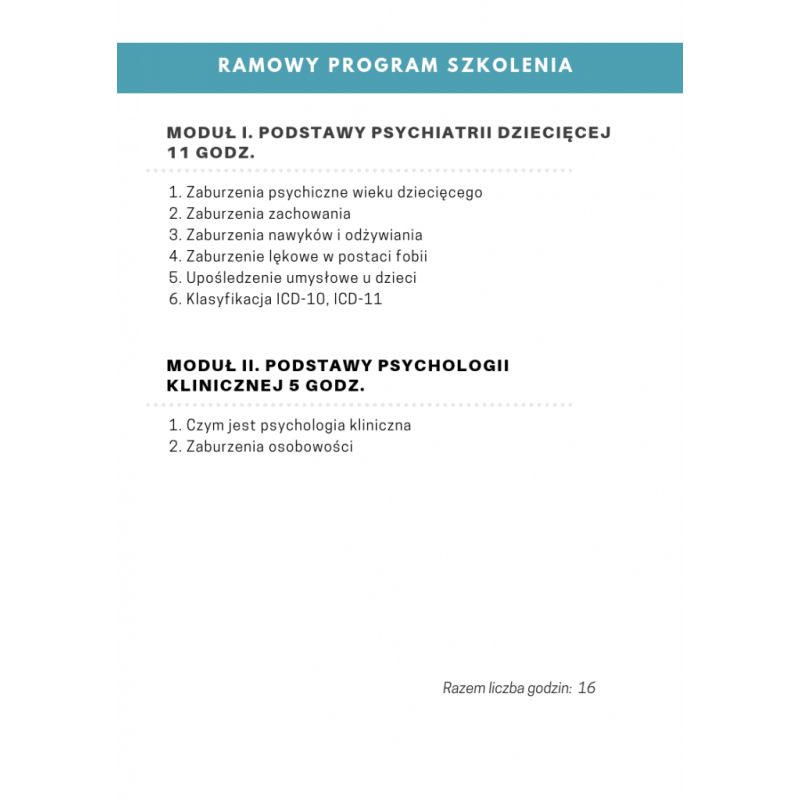 RAMOWY PROGRAM SZKOLENIA
MODUŁ I. PODSTAWY PSYCHIATRII DZIECIĘCEJ
11 GODZ.
1. Zaburzenia psychiczne wieku dziecięcego
2. Zaburzenia zachowania
3. Zaburzenia nawyków i odżywiania
4. Zaburzenie lękowe w postaci fobii
5. Upośledzenie umysłowe u dzieci
6. Klasyfikacja ICD-10, ICD-11
MODUŁ II. PODSTAWY PSYCHOLOGII
KLINICZNEJ 5 GODZ.
1. Czym jest psychologia kliniczna
2. Zaburzenia osobowości
Razem liczba godzin: 16